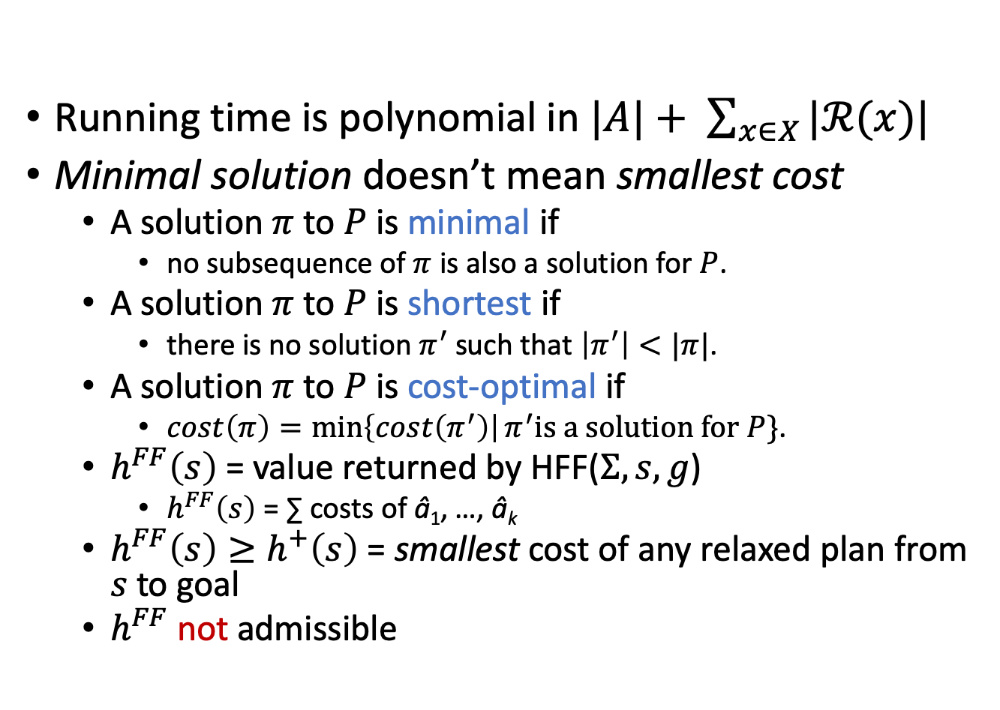 • Running time is polynomial in |A| + ∑ₓ∈X |ℛ(x)|
• Minimal solution doesn’t mean smallest cost
• A solution π to P is minimal if
• no subsequence of π is also a solution for P.
• A solution π to P is shortest if
• there is no solution π′ such that |π′| < |π|.
• A solution π to P is cost-optimal if
• cost(π) = min{cost(π′)| π′is a solution for P}.
• hᶠᶠ(s) = value returned by HFF(Σ, s, g)
• hᶠᶠ(s) = ∑ costs of â₁, …, âₖ
• hᶠᶠ(s) ≥ h⁺(s) = smallest cost of any relaxed plan from
s to goal
• hᶠᶠ not admissible